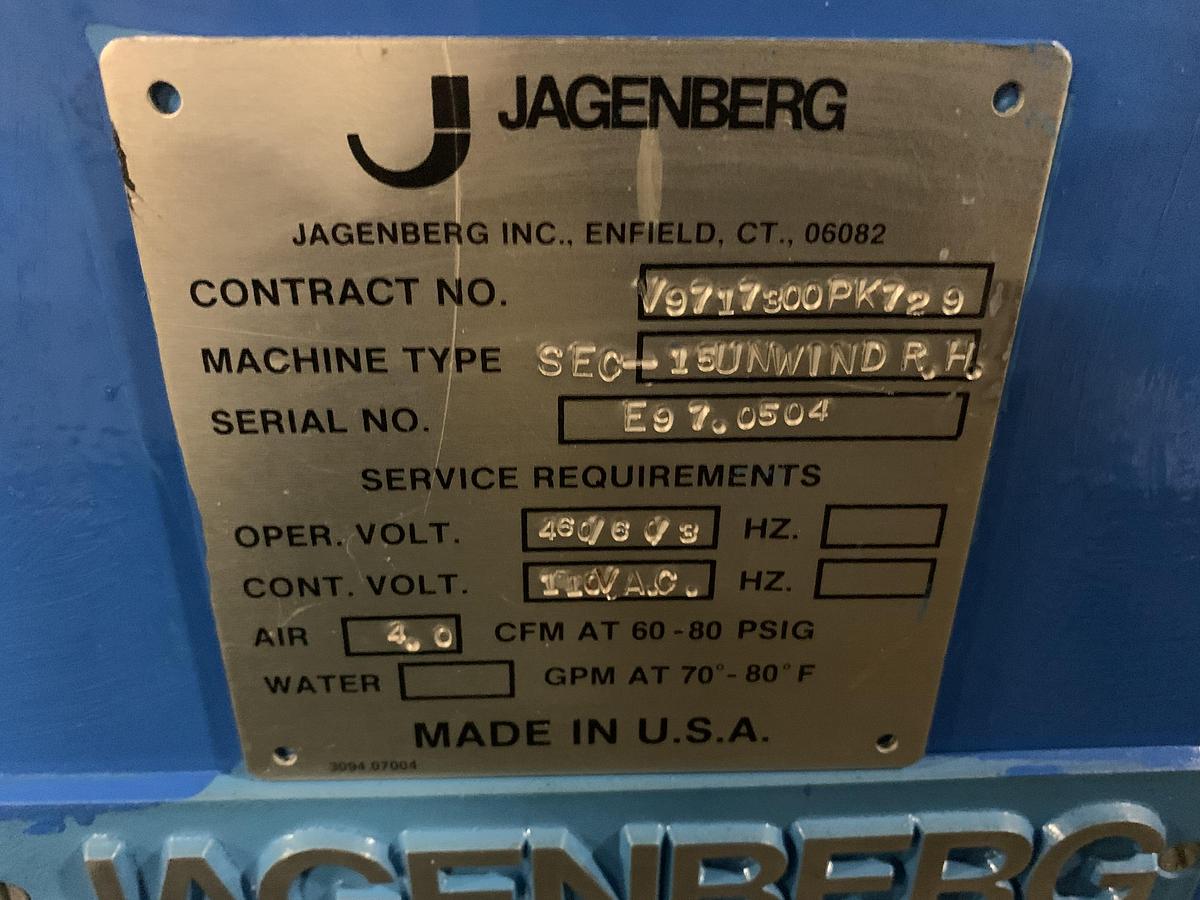 JAGENBERG
JAGENBERG INC., ENFIELD, CT., 06082
CONTRACT NO. V9717300PK729
MACHINE TYPE SEC-15UNWIND R.H.
SERIAL NO. E97.0504
SERVICE REQUIREMENTS
OPER. VOLT. 460/60/3 HZ.
CONT. VOLT. 110VA.C. HZ.
AIR 4.0 CFM AT 60-80 PSIG
WATER GPM AT 70°-80°F
MADE IN U.S.A.
3094 07004
JAGENBERG